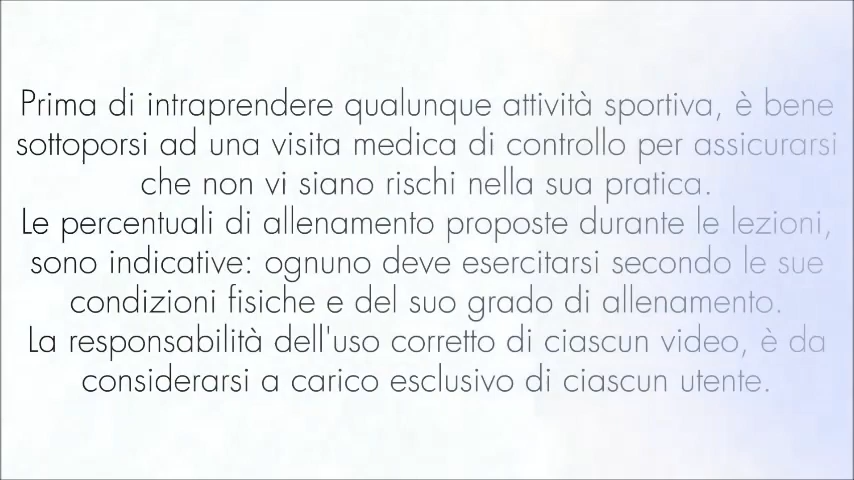 Prima di intraprendere qualunque attività sportiva, è bene
sottoporsi ad una visita medica di controllo per assicurarsi
che non vi siano rischi nella sua pratica.
Le percentuali di allenamento proposte durante le lezioni,
sono indicative: ognuno deve esercitarsi secondo le sue
condizioni fisiche e del suo grado di allenamento.
La responsabilità dell'uso corretto di ciascun video, è da
considerarsi a carico esclusivo di ciascun utente.